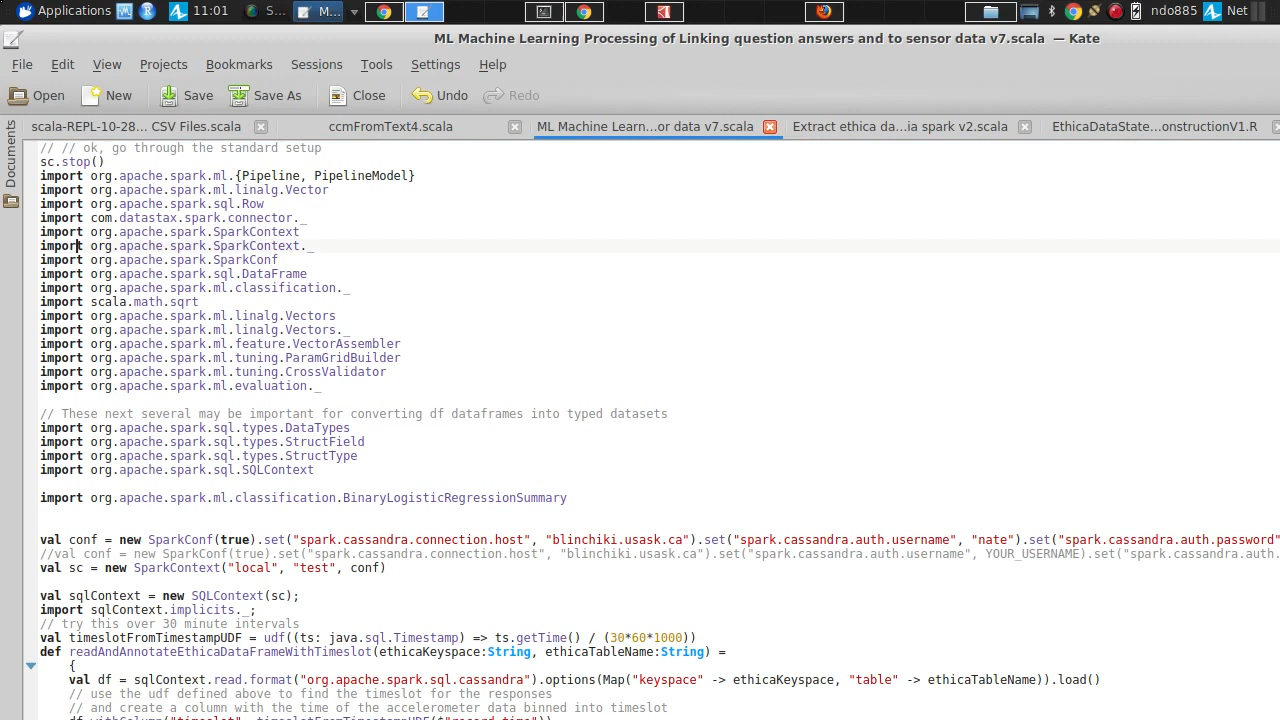 Applications 11:01 S... M... ndo885 Net
ML Machine Learning Processing of Linking question answers and to sensor data v7.scala — Kate
File Edit View Projects Bookmarks Sessions Tools Settings Help
Open New Save Save As Close Undo Redo
scala-REPL-10-28... CSV Files.scala ccmFromText4.scala ML Machine Learn...or data v7.scala Extract ethica da...ia spark v2.scala EthicaDataState...onstructionV1.R
Documents
// // ok, go through the standard setup
sc.stop()
import org.apache.spark.ml.{Pipeline, PipelineModel}
import org.apache.spark.ml.linalg.Vector
import org.apache.spark.sql.Row
import com.datastax.spark.connector._
import org.apache.spark.SparkContext
import org.apache.spark.SparkContext._
import org.apache.spark.SparkConf
import org.apache.spark.sql.DataFrame
import org.apache.spark.ml.classification._
import scala.math.sqrt
import org.apache.spark.ml.linalg.Vectors
import org.apache.spark.ml.linalg.Vectors._
import org.apache.spark.ml.feature.VectorAssembler
import org.apache.spark.ml.tuning.ParamGridBuilder
import org.apache.spark.ml.tuning.CrossValidator
import org.apache.spark.ml.evaluation._
// These next several may be important for converting df dataframes into typed datasets
import org.apache.spark.sql.types.DataTypes
import org.apache.spark.sql.types.StructField
import org.apache.spark.sql.types.StructType
import org.apache.spark.sql.SQLContext
import org.apache.spark.ml.classification.BinaryLogisticRegressionSummary
val conf = new SparkConf(true).set("spark.cassandra.connection.host", "blinchiki.usask.ca").set("spark.cassandra.auth.username", "nate").set("spark.cassandra.auth.password"
//val conf = new SparkConf(true).set("spark.cassandra.connection.host", "blinchiki.usask.ca").set("spark.cassandra.auth.username", YOUR_USERNAME).set("spark.cassandra.auth.
val sc = new SparkContext("local", "test", conf)
val sqlContext = new SQLContext(sc);
import sqlContext.implicits._;
// try this over 30 minute intervals
val timeslotFromTimestampUDF = udf((ts: java.sql.Timestamp) => ts.getTime() / (30*60*1000))
def readAndAnnotateEthicaDataFrameWithTimeslot(ethicaKeyspace:String, ethicaTableName:String) =
{
val df = sqlContext.read.format("org.apache.spark.sql.cassandra").options(Map("keyspace" -> ethicaKeyspace, "table" -> ethicaTableName)).load()
// use the udf defined above to find the timeslot for the responses
// and create a column with the time of the accelerometer data binned into timeslot
df.withColumn("timeslot", timeslotFromTimestampUDF($"record_time"))